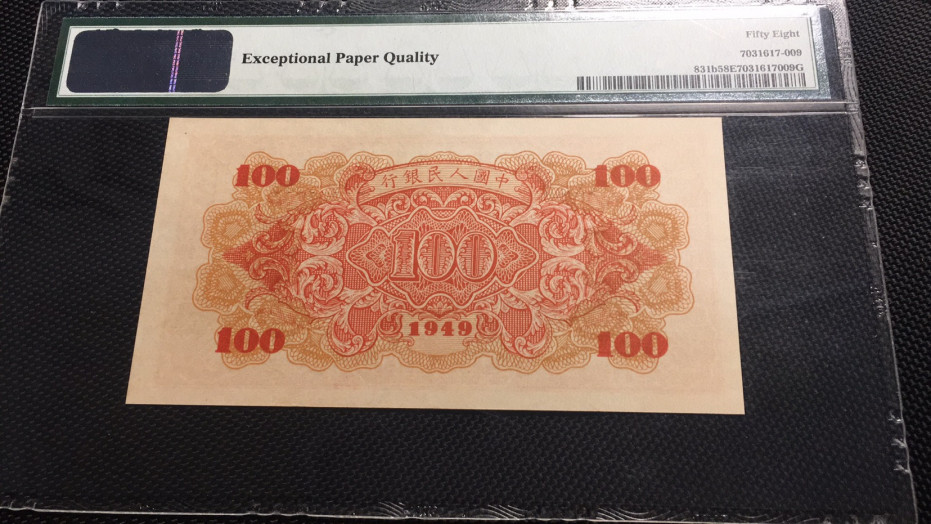 Exceptional Paper Quality
Fifty Eight
7031617-009
831b58E7031617009G
100
行銀民人國中
100
100
100
1949
100